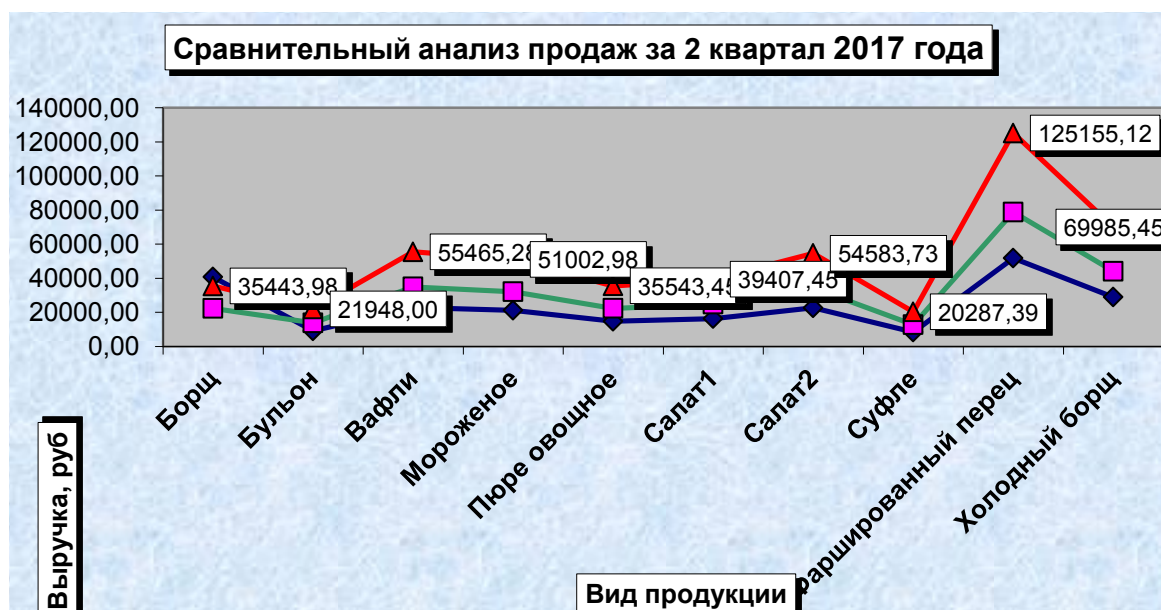 Сравнительный анализ продаж за 2 квартал 2017 года
140000,00
120000,00
100000,00
80000,00
60000,00
40000,00
20000,00
0,00
35443,98
21948,00
55465,28
51002,98
35543,45
39407,45
54583,73
20287,39
125155,12
69985,45
Борщ
Бульон
Вафли
Мороженое
Пюре овощное
Салат1
Салат2
Суфле
Фаршированный перец
Холодный борщ
Выручка, руб
Вид продукции